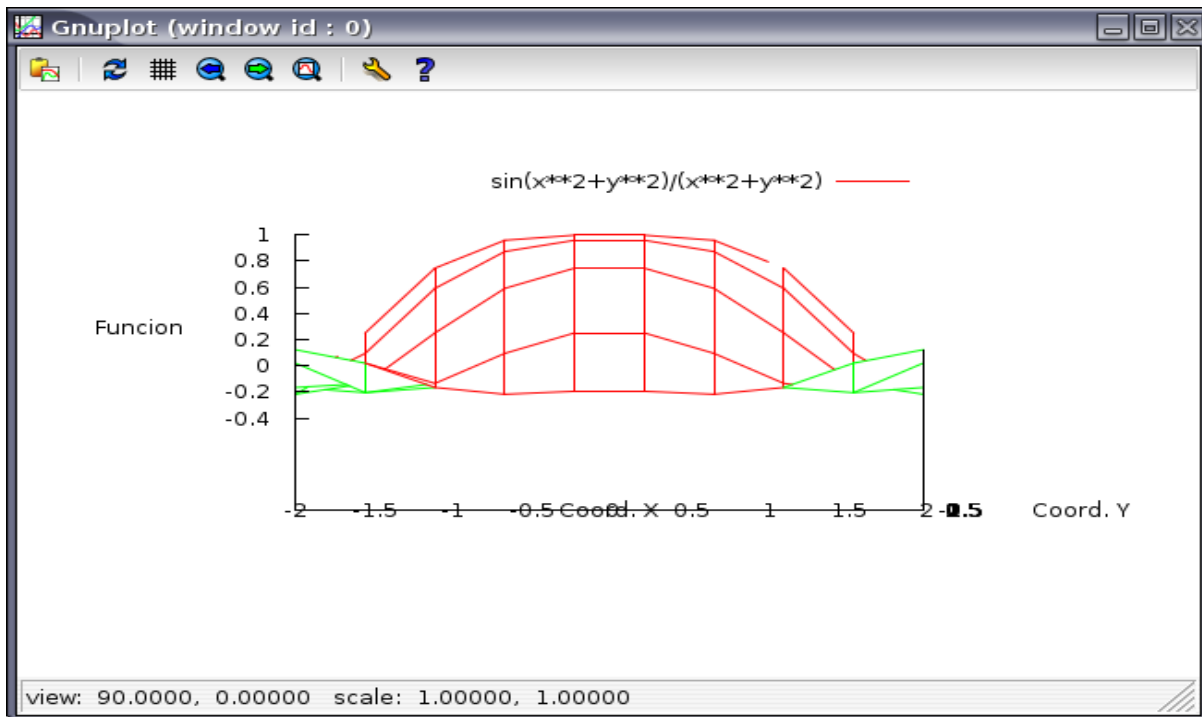 Gnuplot (window id : 0)
sin(x**2+y**2)/(x**2+y**2)
1
0.8
0.6
0.4
Funcion
0.2
0
-0.2
-0.4
-2 -1.5 -1 -0.5 Coord. X 0.5 1 1.5 2 Coord. Y
view: 90.0000, 0.00000 scale: 1.00000, 1.00000